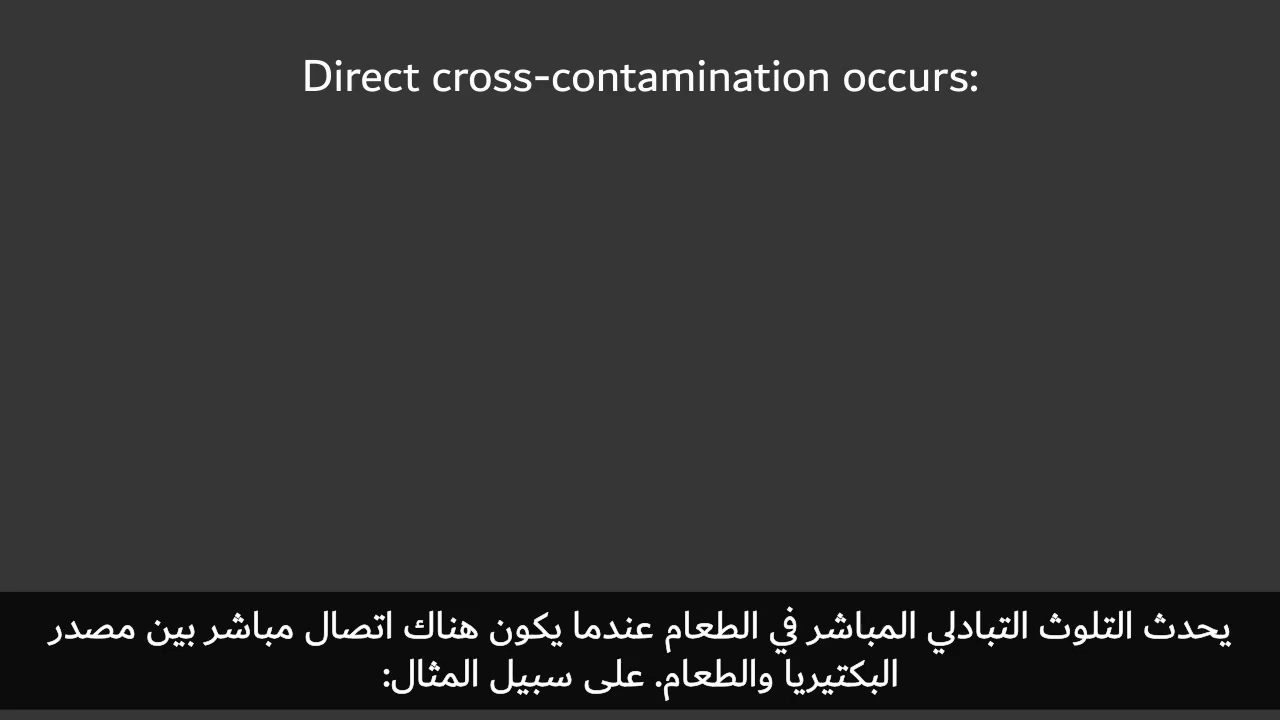 Direct cross-contamination occurs:
يحدث التلوث التبادلي المباشر في الطعام عندما يكون هناك اتصال مباشر بين مصدر
البكتيريا والطعام. على سبيل المثال: